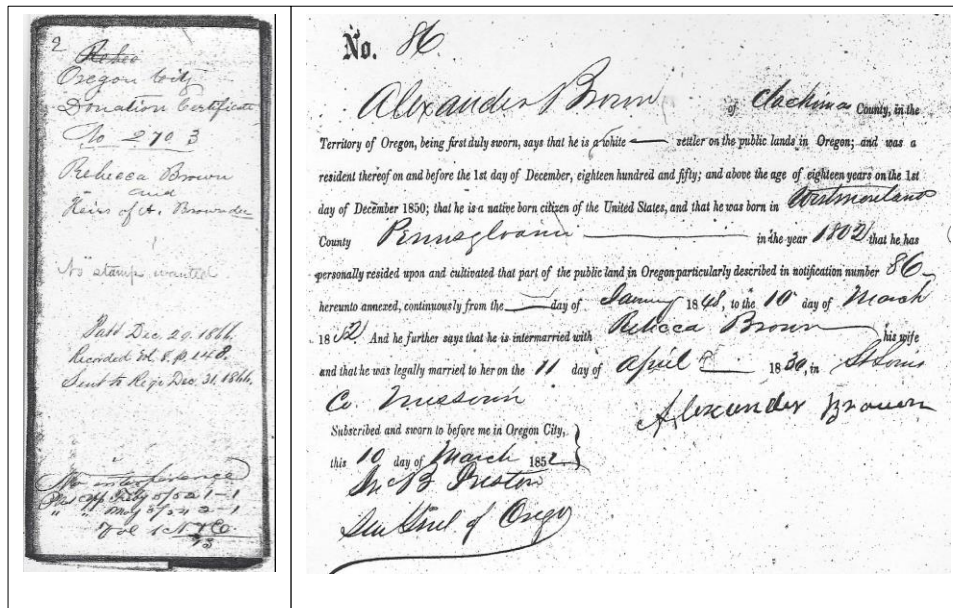 2
Rebec
Oregon City
Donation Certificate
No 2703
Rebecca Brown
and
Heirs of A. Brown dec
No stamp wanted
Patd Dec. 29. 1866.
Recorded Vol. 8. P. 148.
Sent to Reg'r Dec. 31, 1866.
No interference
No. 86
Alexander Brown of Clackmas County, in the
Territory of Oregon, being first duly sworn, says that he is a white settler on the public lands in Oregon; and was a
resident thereof on and before the 1st day of December, eighteen hundred and fifty; and above the age of eighteen years on the 1st
day of December 1850; that he is a native born citizen of the United States, and that he was born in Westmoreland
County Pennsylvania in the year 1802 that he has
personally resided upon and cultivated that part of the public land in Oregon particularly described in notification number 86
hereunto annexed, continuously from the day of January 1848, to the 10 day of March
1852 And he further says that he is intermarried with Rebecca Brown his wife
and that he was legally married to her on the 11 day of April 1830, in St Louis
Co. Missouri
Alexander Brown
Subscribed and sworn to before me in Oregon City,
this 10 day of March 1852
Jno B Preston
Sur Genl of Oregon